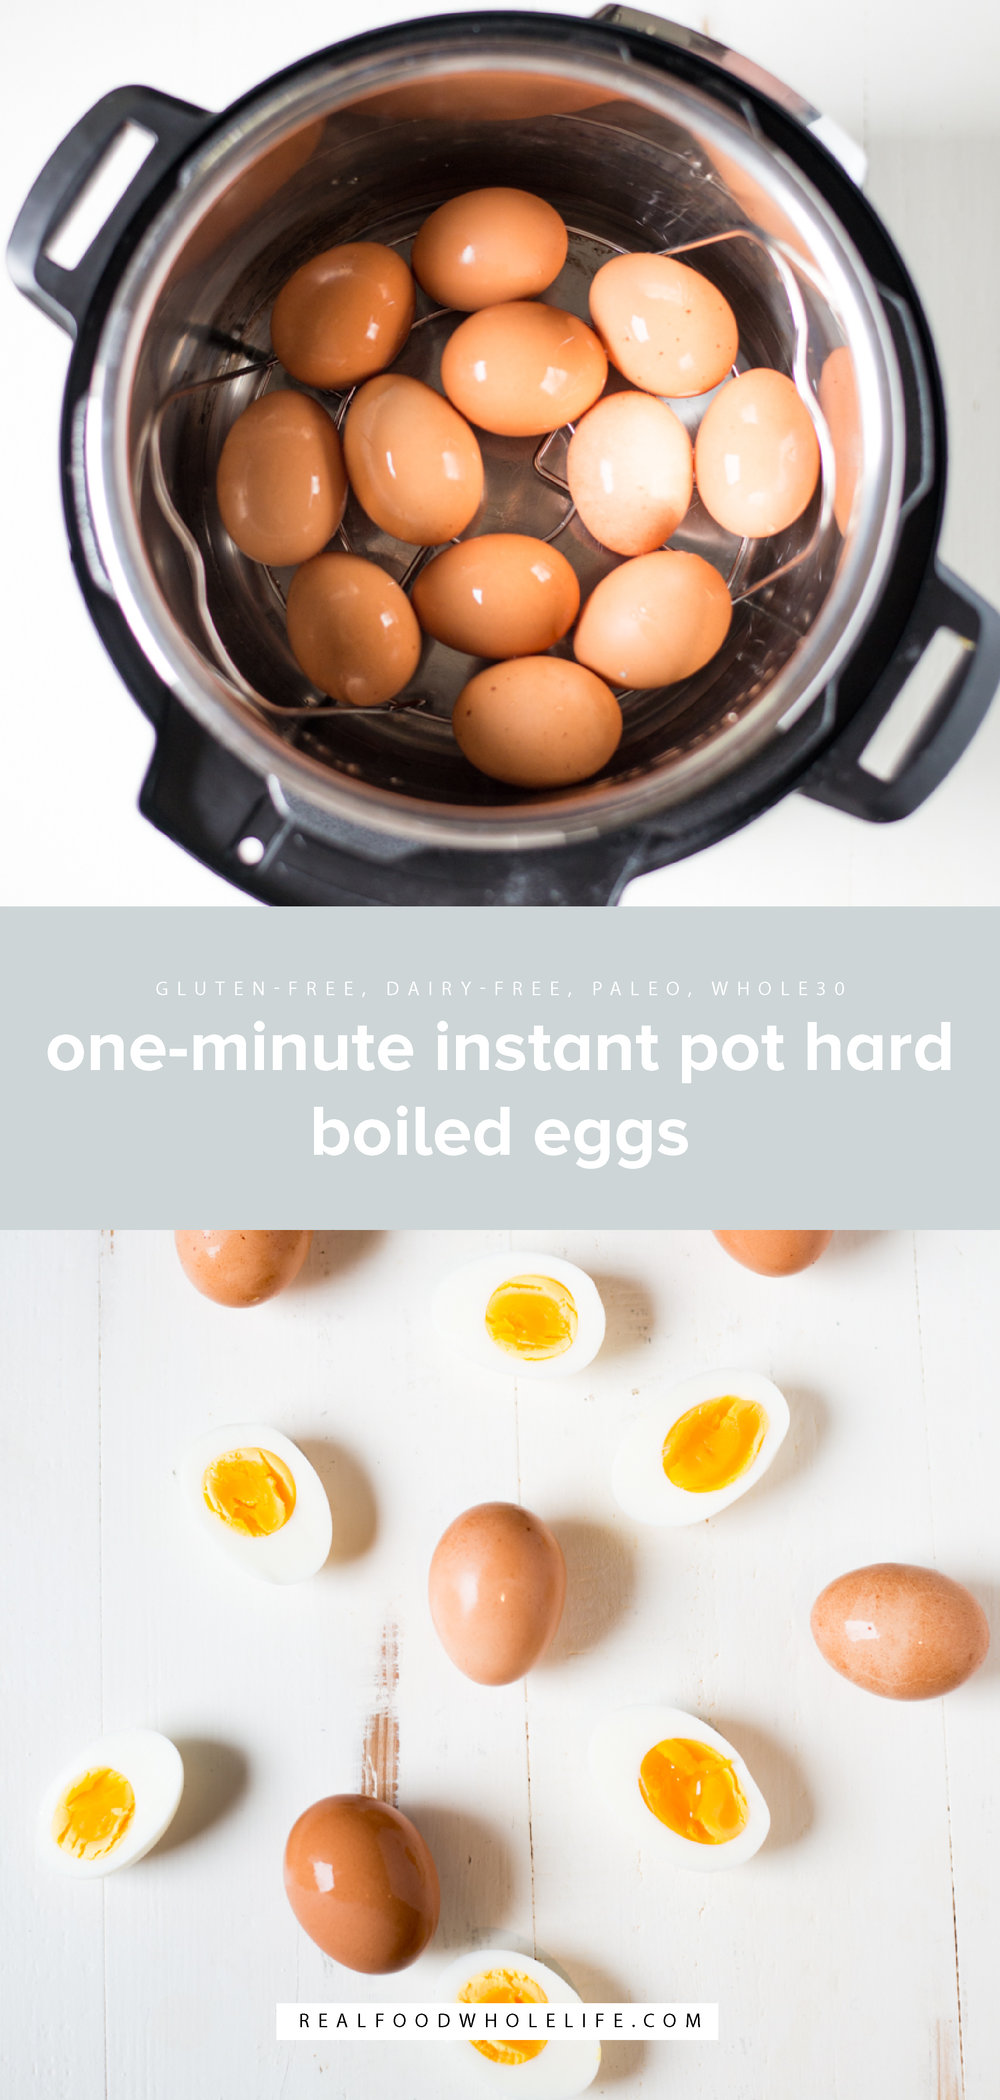 GLUTEN-FREE, DAIRY-FREE, PALEO, WHOLE30
one-minute instant pot hard
boiled eggs
REALFOODWHOLELIFE.COM